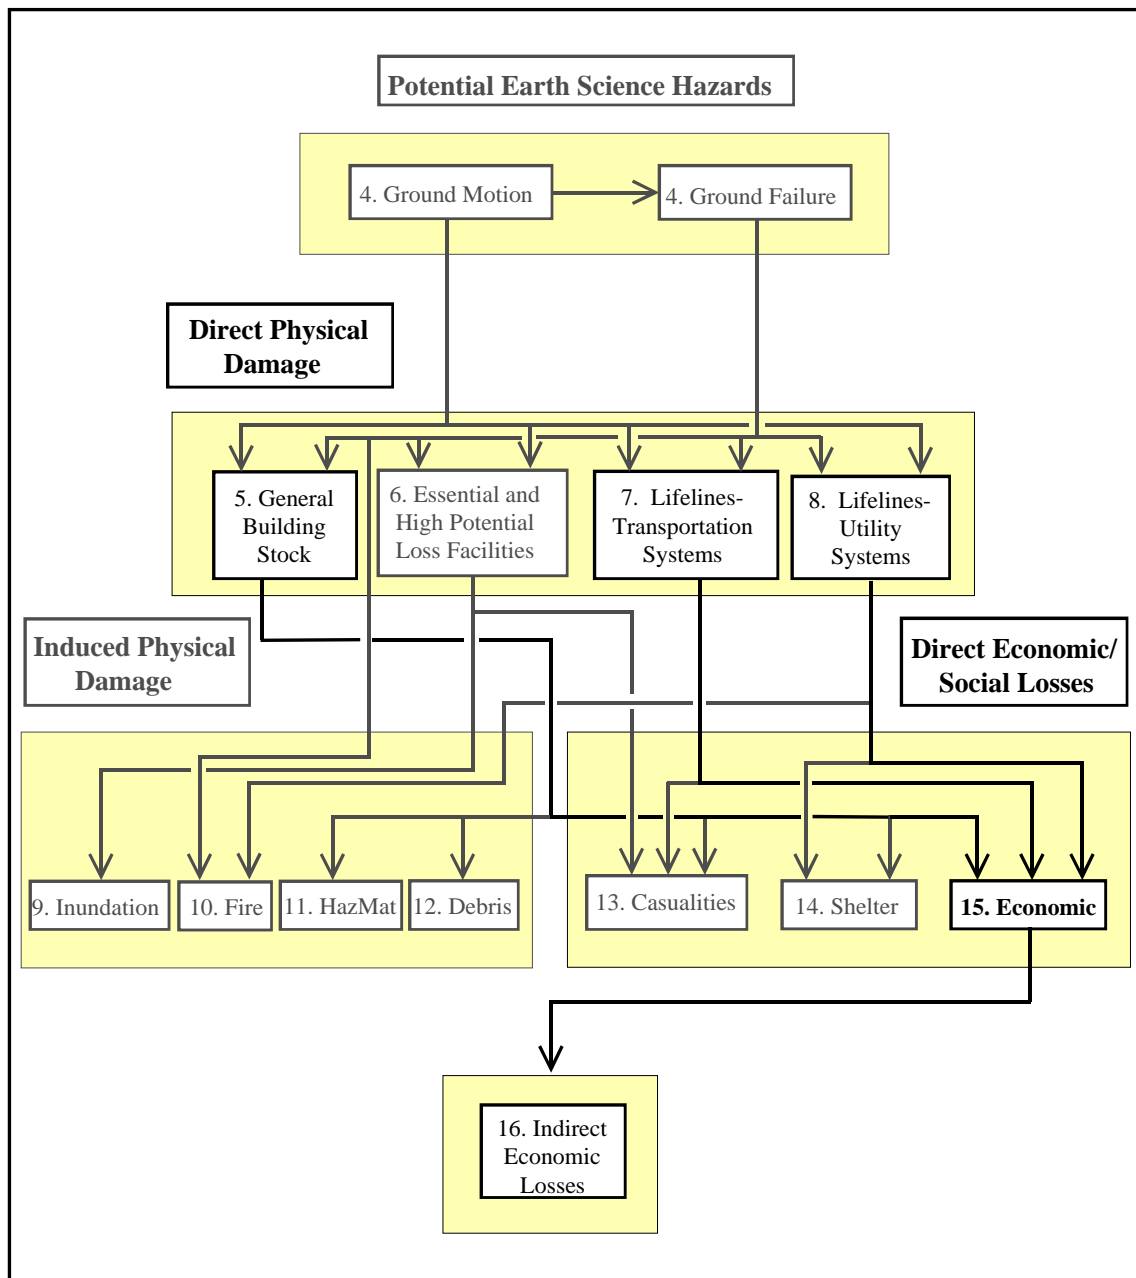 Potential Earth Science Hazards
4. Ground Motion
4. Ground Failure
Direct Physical
Damage
5. General
Building
Stock
6. Essential and
High Potential
Loss Facilities
7. Lifelines-
Transportation
Systems
8. Lifelines-
Utility
Systems
Induced Physical
Damage
Direct Economic/
Social Losses
9. Inundation
10. Fire
11. HazMat
12. Debris
13. Casualities
14. Shelter
15. Economic
16. Indirect
Economic
Losses